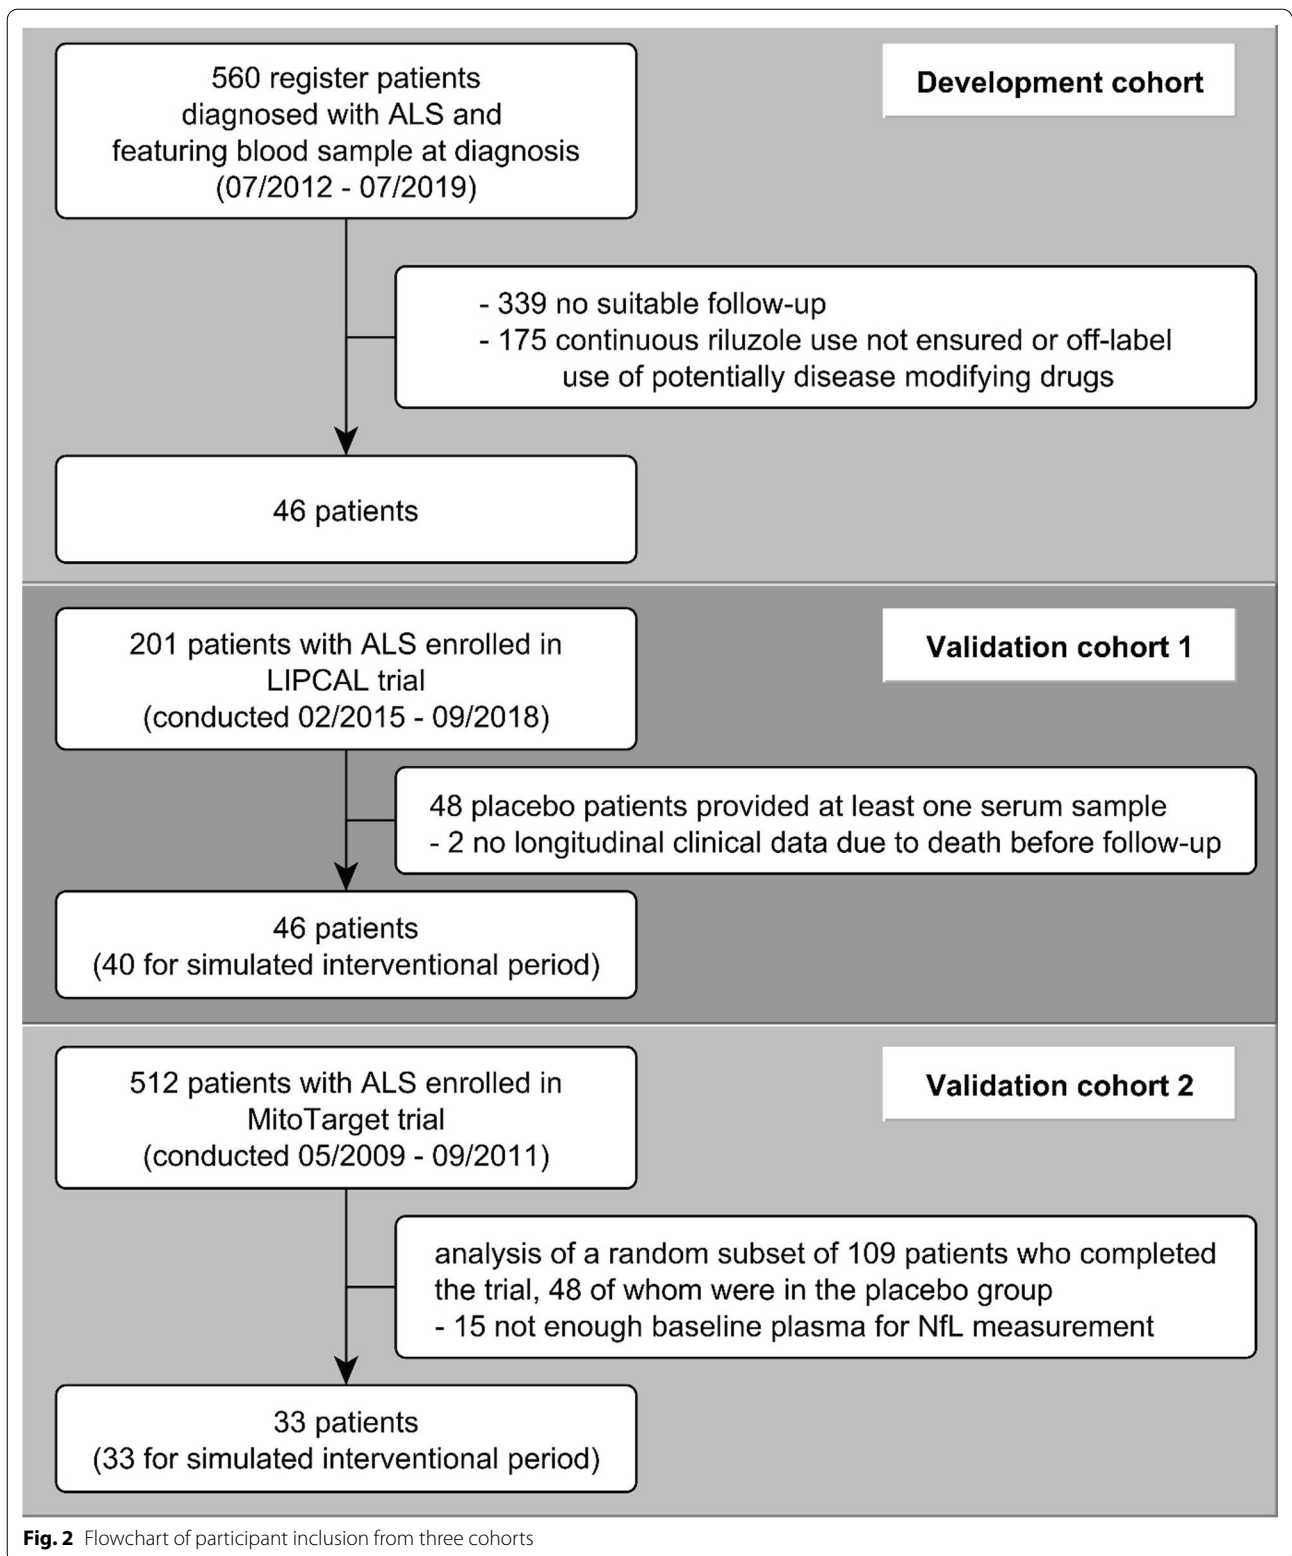 560 register patients
diagnosed with ALS and
featuring blood sample at diagnosis
(07/2012 - 07/2019)
Development cohort
- 339 no suitable follow-up
- 175 continuous riluzole use not ensured or off-label
use of potentially disease modifying drugs
46 patients
201 patients with ALS enrolled in
LIPCAL trial
(conducted 02/2015 - 09/2018)
Validation cohort 1
48 placebo patients provided at least one serum sample
- 2 no longitudinal clinical data due to death before follow-up
46 patients
(40 for simulated interventional period)
512 patients with ALS enrolled in
MitoTarget trial
(conducted 05/2009 - 09/2011)
Validation cohort 2
analysis of a random subset of 109 patients who completed
the trial, 48 of whom were in the placebo group
- 15 not enough baseline plasma for NfL measurement
33 patients
(33 for simulated interventional period)
Fig. 2 Flowchart of participant inclusion from three cohorts